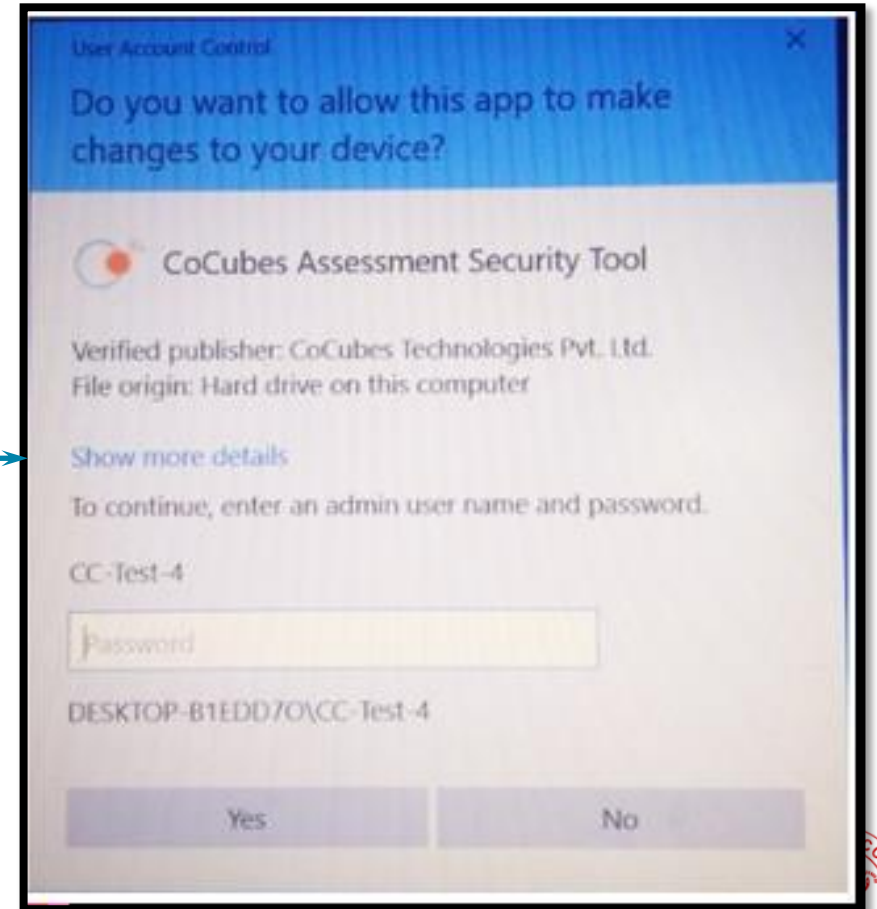 User Account Control
Do you want to allow this app to make
changes to your device?
CoCubes Assessment Security Tool
Verified publisher: CoCubes Technologies Pvt. Ltd.
File origin: Hard drive on this computer
Show more details
To continue, enter an admin user name and password.
CC-Test-4
Password
DESKTOP-B1EDD7O\CC-Test-4
Yes
No